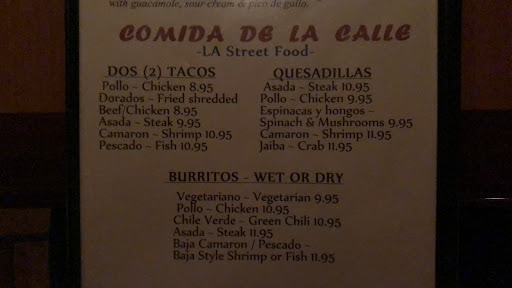 with guacamole, sour cream & pico de gallo.
COMIDA DE LA CALLE
-LA Street Food-
DOS (2) TACOS
Pollo ~ Chicken 8.95
Dorados ~ Fried shredded
Beef/Chicken 8.95
Asada ~ Steak 9.95
Camaron ~ Shrimp 10.95
Pescado ~ Fish 10.95
QUESADILLAS
Asada ~ Steak 10.95
Pollo ~ Chicken 9.95
Espinacas y hongos ~
Spinach & Mushrooms 9.95
Camaron ~ Shrimp 11.95
Jaiba ~ Crab 11.95
BURRITOS ~ WET OR DRY
Vegetariano ~ Vegetarian 9.95
Pollo ~ Chicken 10.95
Chile Verde ~ Green Chili 10.95
Asada ~ Steak 11.95
Baja Camaron / Pescado ~
Baja Style Shrimp or Fish 11.95